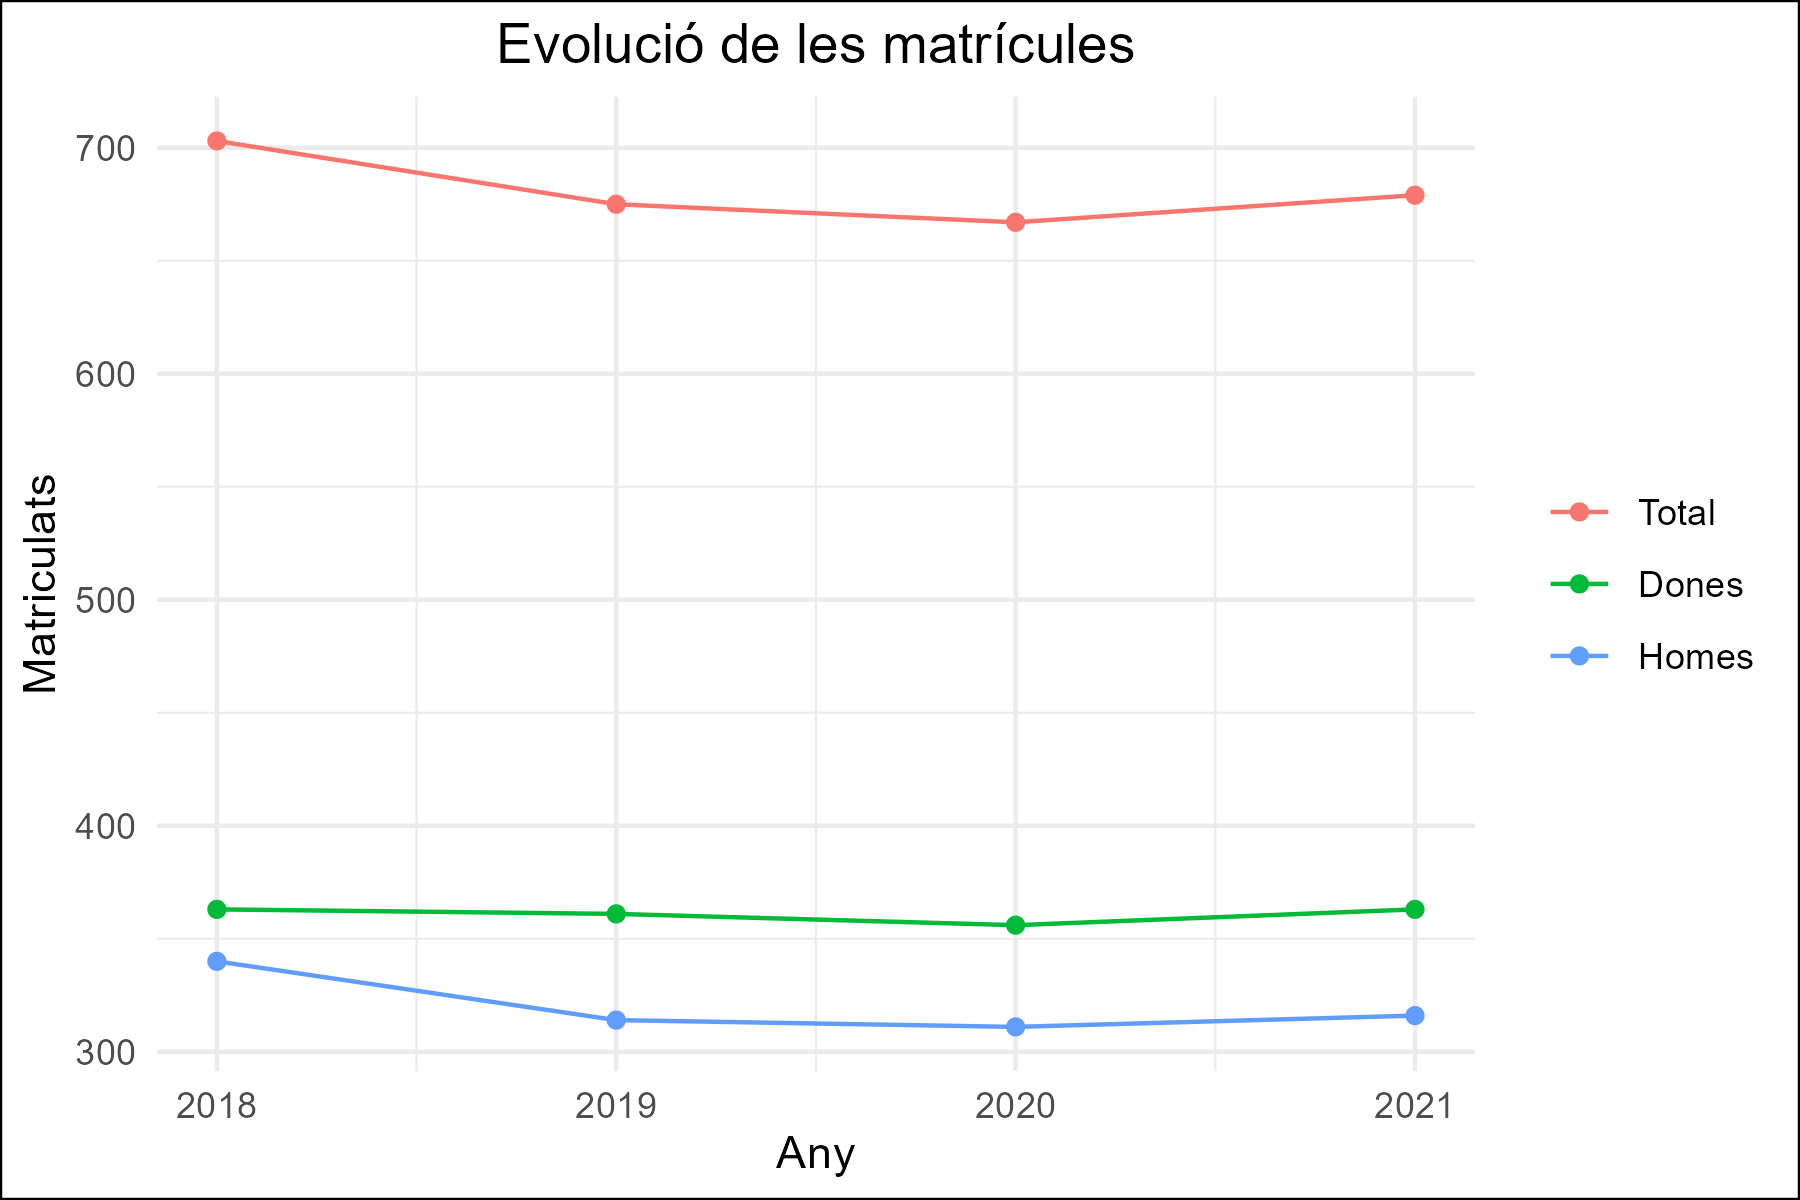 Evolució de les matrícules
700
600
500
400
300
Matriculats
2018
2019
2020
2021
Any
Total
Dones
Homes